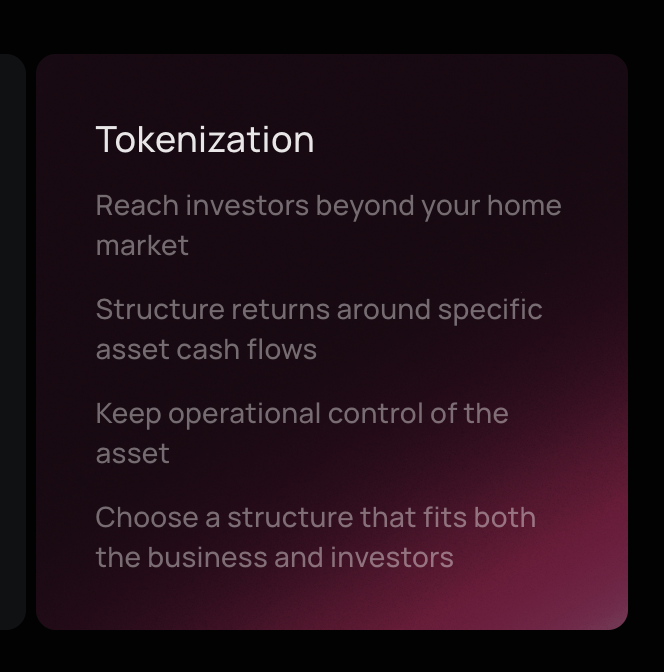 Tokenization
Reach investors beyond your home
market
Structure returns around specific
asset cash flows
Keep operational control of the
asset
Choose a structure that fits both
the business and investors